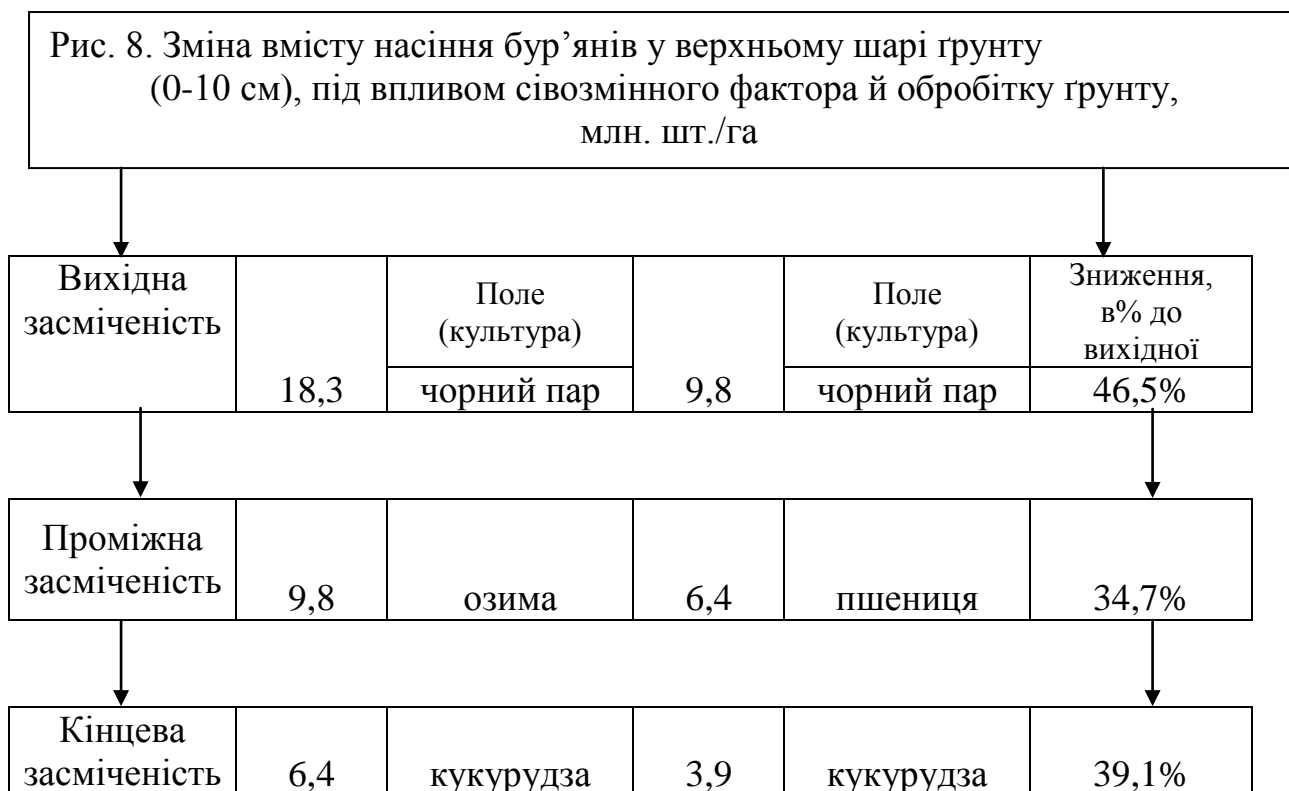 Рис. 8. Зміна вмісту насіння бур’янів у верхньому шарі ґрунту
(0-10 см), під впливом сівозмінного фактора й обробітку ґрунту,
млн. шт./га
Вихідна
засміченість
18,3
Поле
(культура)
чорний пар
9,8
Поле
(культура)
чорний пар
Зниження,
в% до
вихідної
46,5%
Проміжна
засміченість
9,8
озима
6,4
пшениця
34,7%
Кінцева
засміченість
6,4
кукурудза
3,9
кукурудза
39,1%